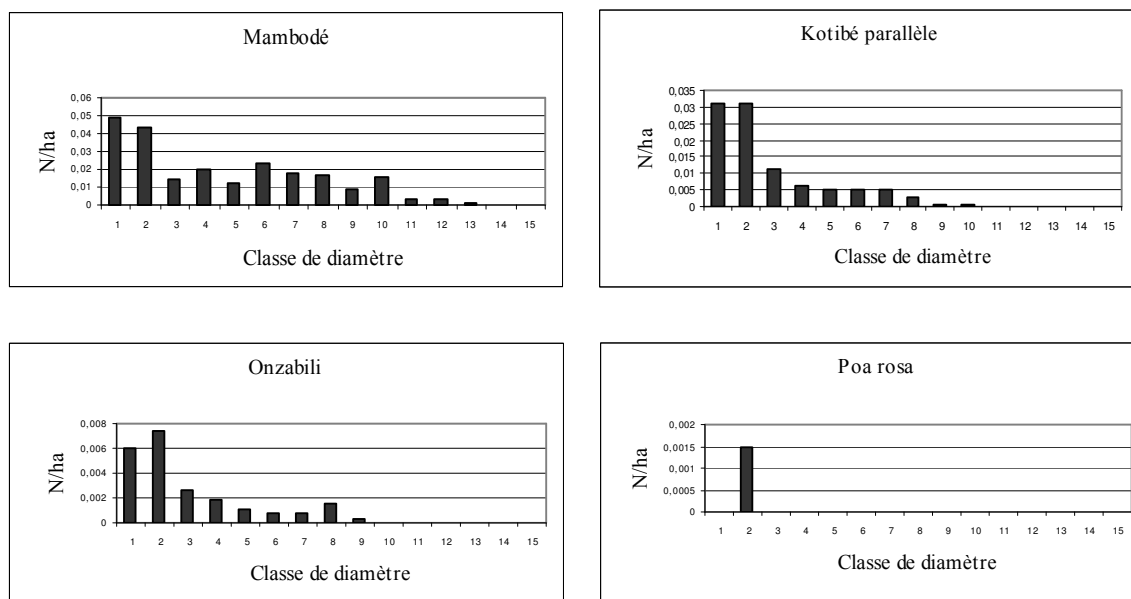 Mambodé
N/ha
0,06
0,05
0,04
0,03
0,02
0,01
0
1 2 3 4 5 6 7 8 9 10 11 12 13 14 15
Classe de diamètre
Kotibé parallèle
N/ha
0,035
0,03
0,025
0,02
0,015
0,01
0,005
0
1 2 3 4 5 6 7 8 9 10 11 12 13 14 15
Classe de diamètre
Onzabili
N/ha
0,008
0,006
0,004
0,002
0
1 2 3 4 5 6 7 8 9 10 11 12 13 14 15
Classe de diamètre
Poa rosa
N/ha
0,002
0,0015
0,001
0,0005
0
1 2 3 4 5 6 7 8 9 10 11 12 13 14 15
Classe de diamètre